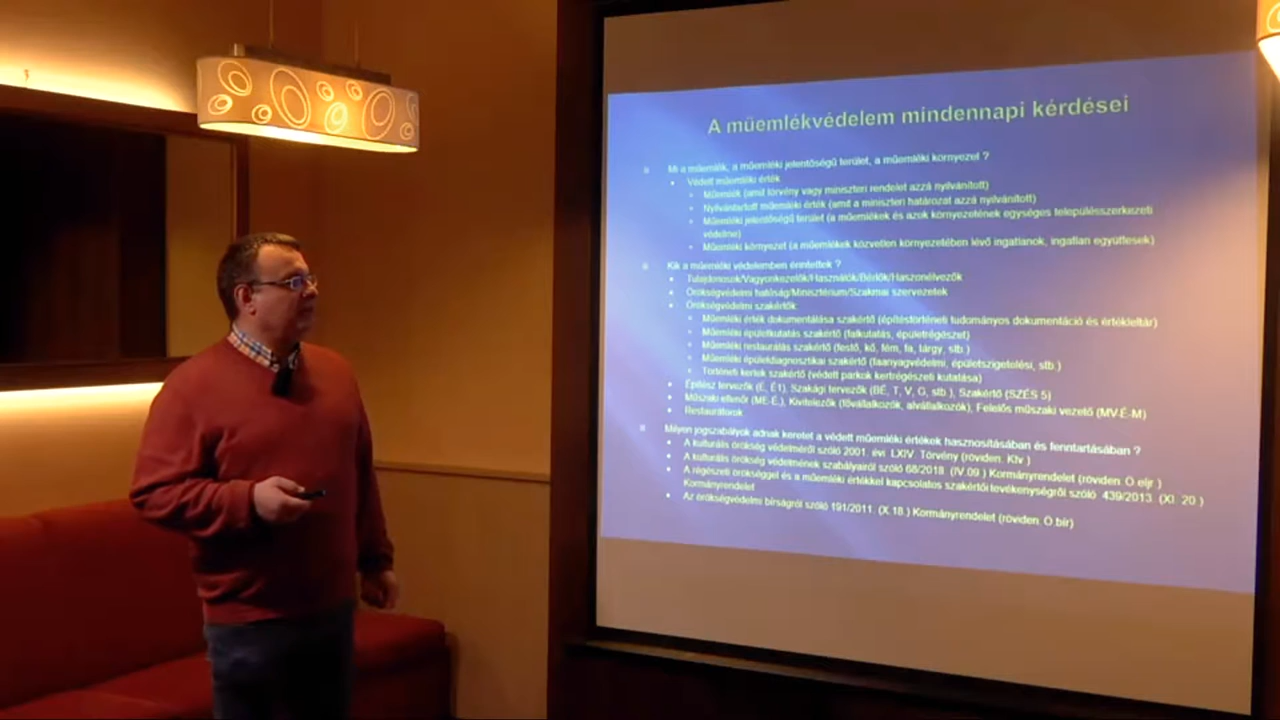 A műemlékvédelem mindennapi kérdései
Mi a műemlék, a műemléki jelentőségű terület, a műemléki környezet ?
Védett műemléki érték
Műemlék (amit törvény vagy miniszteri rendelet azzá nyilvánított)
Nyilvántartott műemléki érték (amit a miniszteri határozat azzá nyilvánított)
Műemléki jelentőségű terület (a műemlékek és azok környezetének egységes településszerkezeti
védelme)
Műemléki környezet (a műemlékek közvetlen környezetében lévő ingatlanok, ingatlan együttesek)
Kik a műemléki védelemben érintettek ?
Tulajdonosok/Vagyonkezelők/Használók/Bérlők/Haszonélvezők
Örökségvédelmi hatóság/Minisztérium/Szakmai szervezetek
Örökségvédelmi szakértők
Műemléki érték dokumentálása szakértő (építéstörténeti tudományos dokumentáció és értékleltár)
Műemléki épületkutatás szakértő (falkutatás, épületrégészet)
Műemléki restaurálás szakértő (festő, kő, fém, fa, tárgy, stb.)
Műemléki épületdiagnosztikai szakértő (faanyagvédelmi, épületszigetelési, stb.)
Történeti kertek szakértő (védett parkok kertrégészeti kutatása)
Építész tervezők (É, É1), Szakági tervezők (BÉ, T, V, G, stb.), Szakértő (SZÉS 5)
Műszaki ellenőr (ME-É.), Kivitelezők (fővállalkozók, alvállalkozók), Felelős műszaki vezető (MV-É-M)
Restaurátorok
Milyen jogszabályok adnak keretet a védett műemléki értékek hasznosításában és fenntartásában ?
A kulturális örökség védelméről szóló 2001. évi LXIV. Törvény (röviden. Ktv.)
A kulturális örökség védelmének szabályairól szóló 68/2018. (IV.09.) Kormányrendelet (röviden. Ö.eljr.)
A régészeti örökséggel és a műemléki értékkel kapcsolatos szakértői tevékenységről szóló 439/2013. (XI. 20.)
Kormányrendelet
Az örökségvédelmi bírságról szóló 191/2011. (X.18.) Kormányrendelet (röviden. Ö.bír)